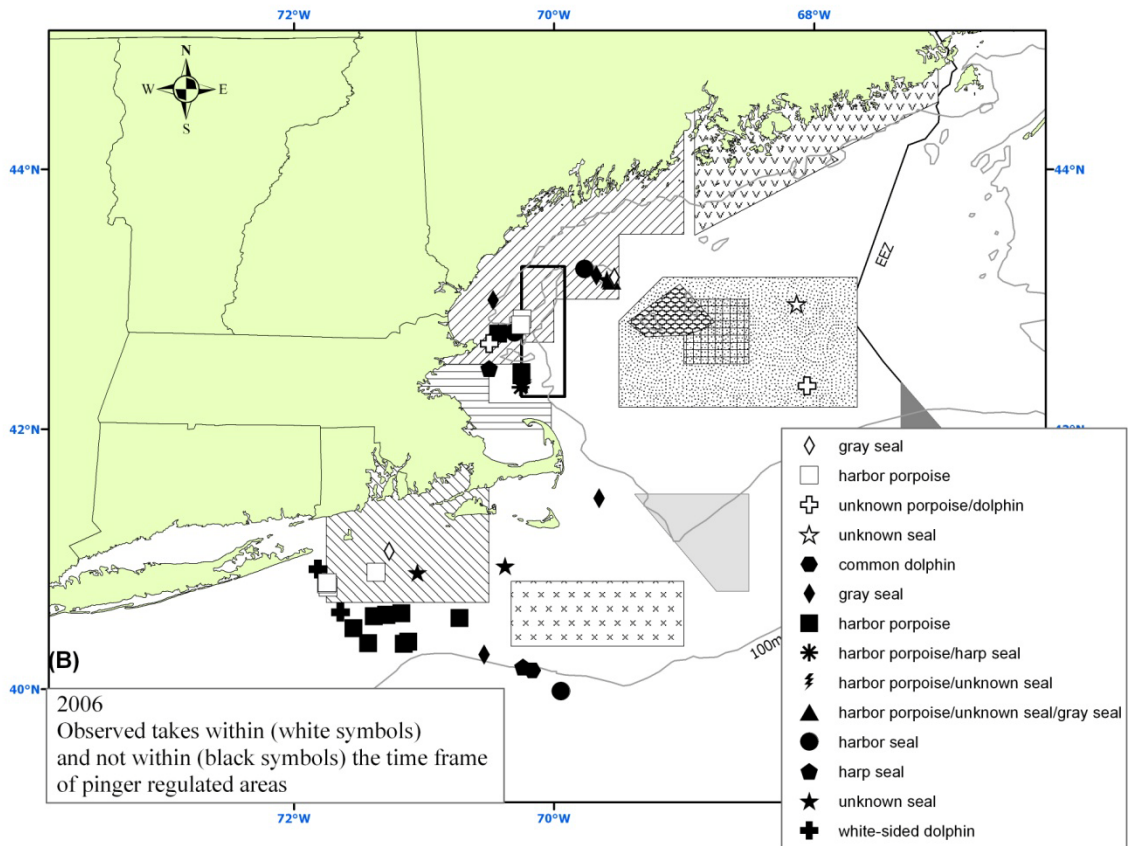 72°W 70°W 68°W
N
W E
S
44°N 44°N
EEZ
42°N
gray seal
harbor porpoise
unknown porpoise/dolphin
unknown seal
common dolphin
gray seal
harbor porpoise
harbor porpoise/harp seal
harbor porpoise/unknown seal
harbor porpoise/unknown seal/gray seal
harbor seal
harp seal
unknown seal
white-sided dolphin
100m
(B)
40°N
2006
Observed takes within (white symbols)
and not within (black symbols) the time frame
of pinger regulated areas
72°W 70°W